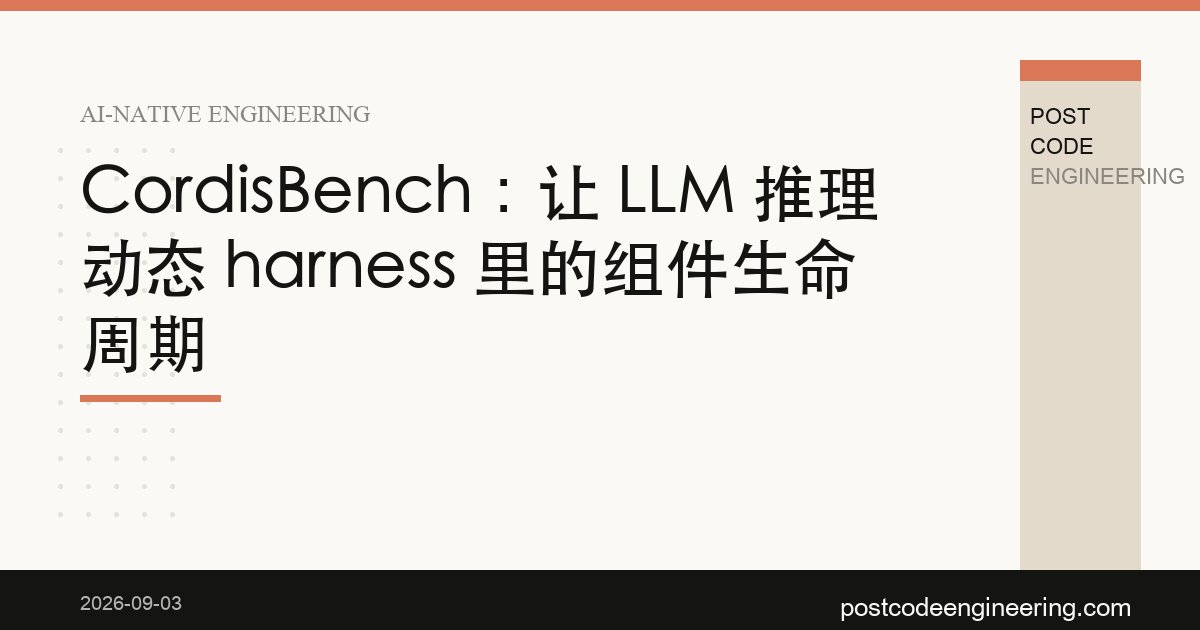 AI-NATIVE ENGINEERING
CordisBench：让 LLM 推理
动态 harness 里的组件生命
周期
POST
CODE
ENGINEERING
2026-09-03
postcodeengineering.com